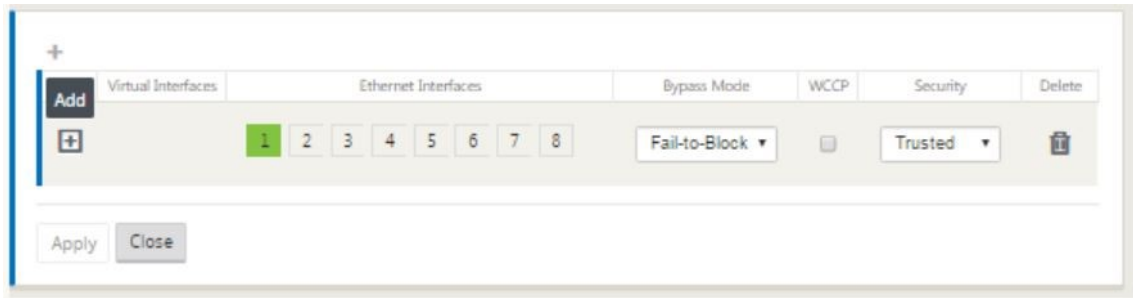 +
Add Virtual Interfaces Ethernet Interfaces Bypass Mode WCCP Security Delete
1 2 3 4 5 6 7 8 Fail-to-Block Trusted
Apply Close